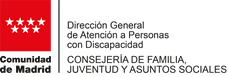 Comunidad
de Madrid
Dirección General
de Atención a Personas
con Discapacidad
CONSEJERÍA DE FAMILIA,
JUVENTUD Y ASUNTOS SOCIALES